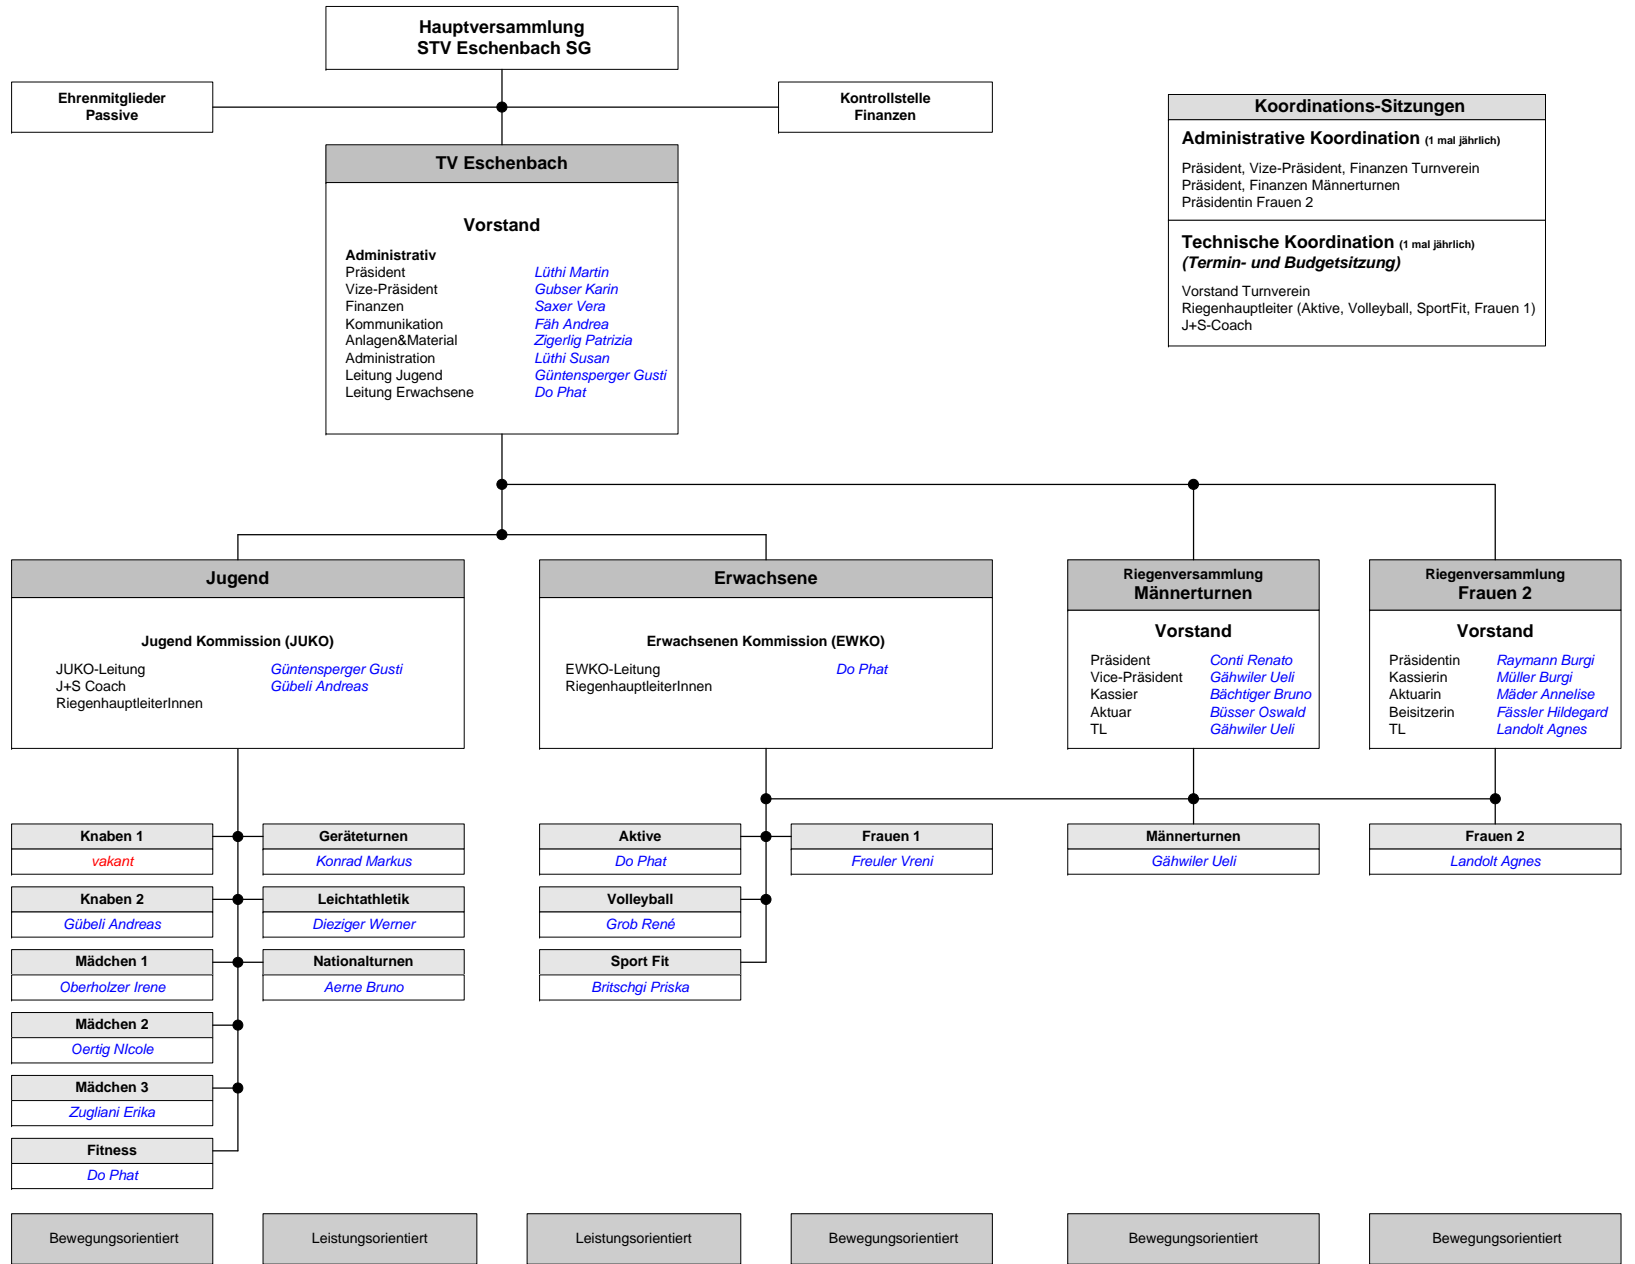 Hauptversammlung
STV Eschenbach SG
Ehrenmitglieder
Passive
Kontrollstelle
Finanzen
Koordinations-Sitzungen
Administrative Koordination (1 mal jährlich)
Präsident, Vize-Präsident, Finanzen Turnverein
Präsident, Finanzen Männerturnen
Präsidentin Frauen 2
Technische Koordination (1 mal jährlich)
(Termin- und Budgetsitzung)
Vorstand Turnverein
Riegenhauptleiter (Aktive, Volleyball, SportFit, Frauen 1)
J+S-Coach
TV Eschenbach
Vorstand
Administrativ
Präsident Lüthi Martin
Vize-Präsident Gubser Karin
Finanzen Saxer Vera
Kommunikation Fäh Andrea
Anlagen&Material Zigerlig Patrizia
Administration Lüthi Susan
Leitung Jugend Güntensperger Gusti
Leitung Erwachsene Do Phat
Jugend
Jugend Kommission (JUKO)
JUKO-Leitung Güntensperger Gusti
J+S Coach Gübeli Andreas
RiegenhauptleiterInnen
Erwachsene
Erwachsenen Kommission (EWKO)
EWKO-Leitung Do Phat
RiegenhauptleiterInnen
Riegenversammlung
Männerturnen
Vorstand
Präsident Conti Renato
Vice-Präsident Gähwiler Ueli
Kassier Bächtiger Bruno
Aktuar Büsser Oswald
TL Gähwiler Ueli
Riegenversammlung
Frauen 2
Vorstand
Präsidentin Raymann Burgi
Kassierin Müller Burgi
Aktuarin Mäder Annelise
Beisitzerin Fässler Hildegard
TL Landolt Agnes
Knaben 1
vakant
Geräteturnen
Konrad Markus
Aktive
Do Phat
Frauen 1
Freuler Vreni
Männerturnen
Gähwiler Ueli
Frauen 2
Landolt Agnes
Knaben 2
Gübeli Andreas
Leichtathletik
Dieziger Werner
Volleyball
Grob René
Mädchen 1
Oberholzer Irene
Nationalturnen
Aerne Bruno
Sport Fit
Britschgi Priska
Mädchen 2
Oertig NIcole
Mädchen 3
Zugliani Erika
Fitness
Do Phat
Bewegungsorientiert
Leistungsorientiert
Leistungsorientiert
Bewegungsorientiert
Bewegungsorientiert
Bewegungsorientiert